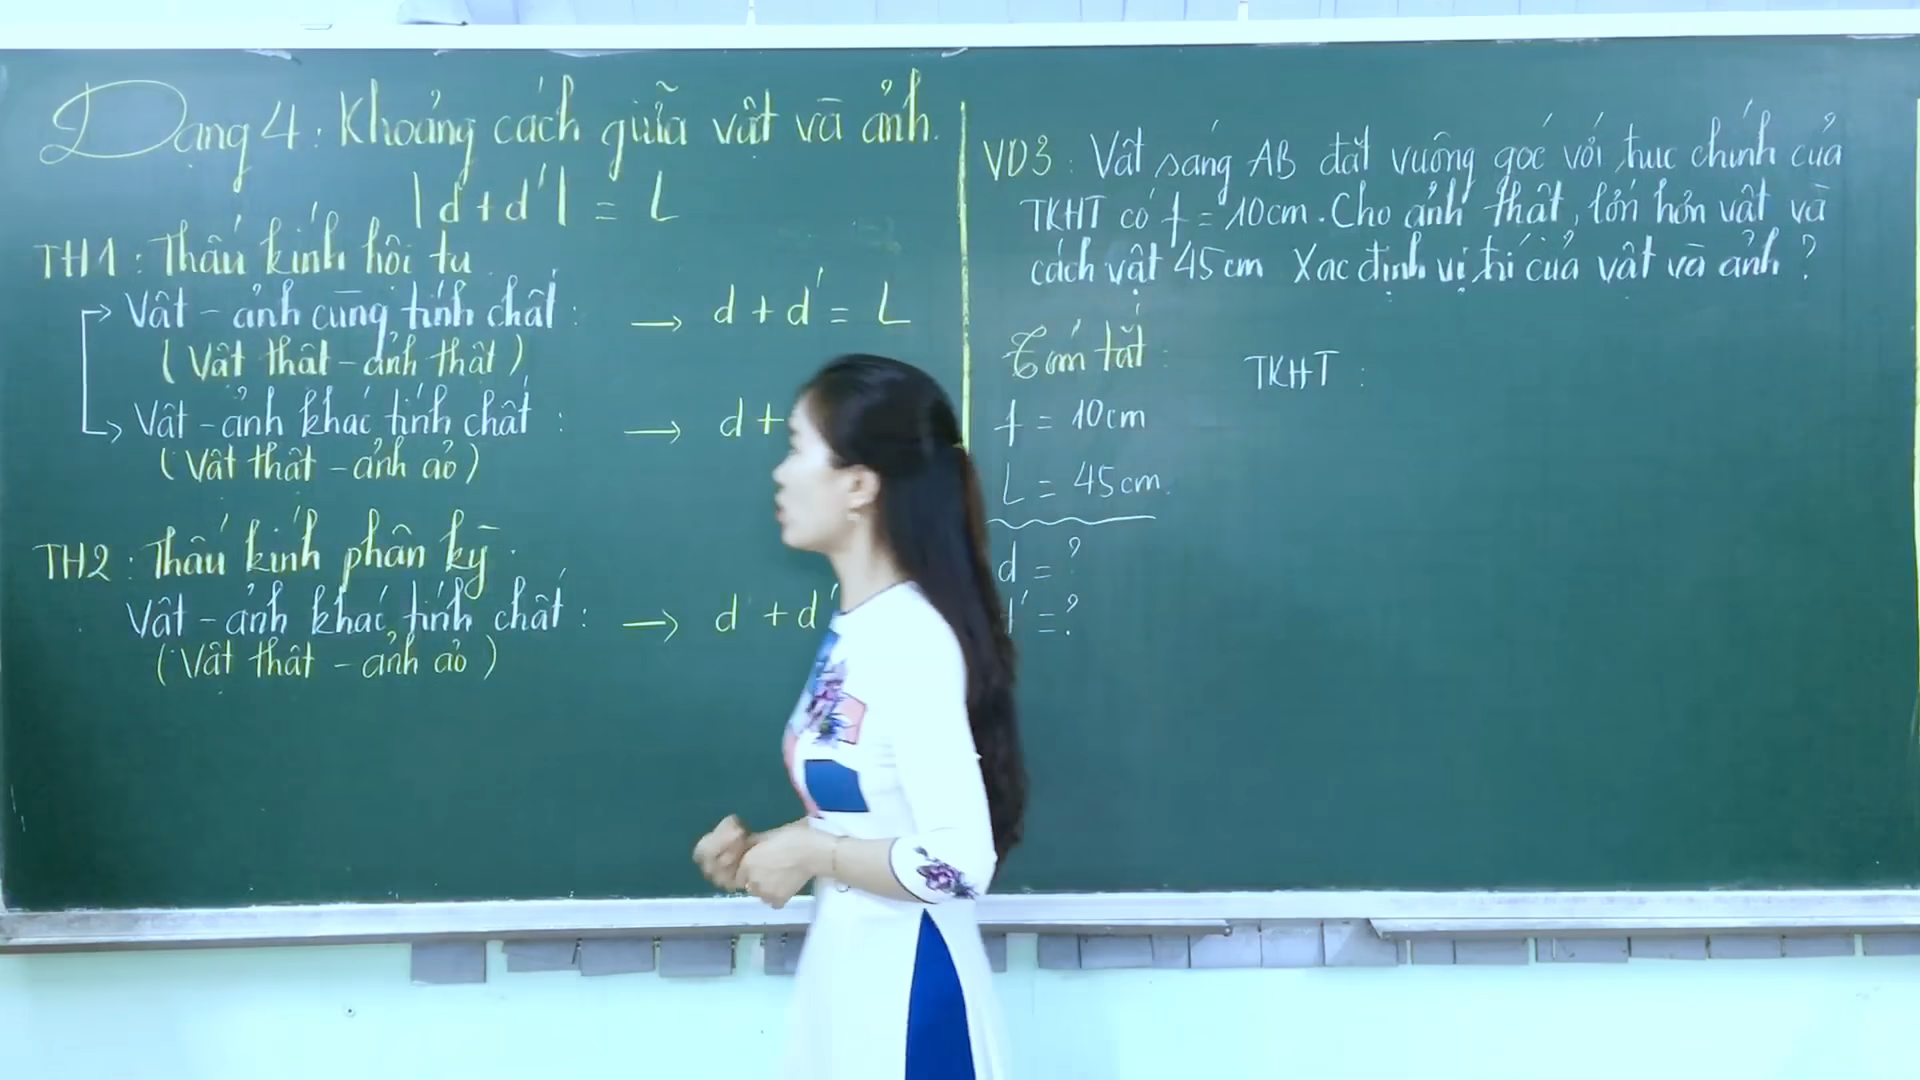 Dạng 4: Khoảng cách giữa vật và ảnh.
|d + d'| = L
TH1: Thấu kính hội tụ
Vật - ảnh cùng tính chất: → d + d' = L
(Vật thật - ảnh thật)
Vật - ảnh khác tính chất: → d +
(Vật thật - ảnh ảo)
TH2: Thấu kính phân kỳ.
Vật - ảnh khác tính chất: → d + d'
(Vật thật - ảnh ảo)
VD3: Vật sáng AB đặt vuông góc với trục chính của
TKHT có f = 10cm. Cho ảnh thật, lớn hơn vật và
cách vật 45cm Xác định vị trí của vật và ảnh?
Tóm tắt:
f = 10cm
L = 45cm.
d = ?
d' = ?
TKHT: